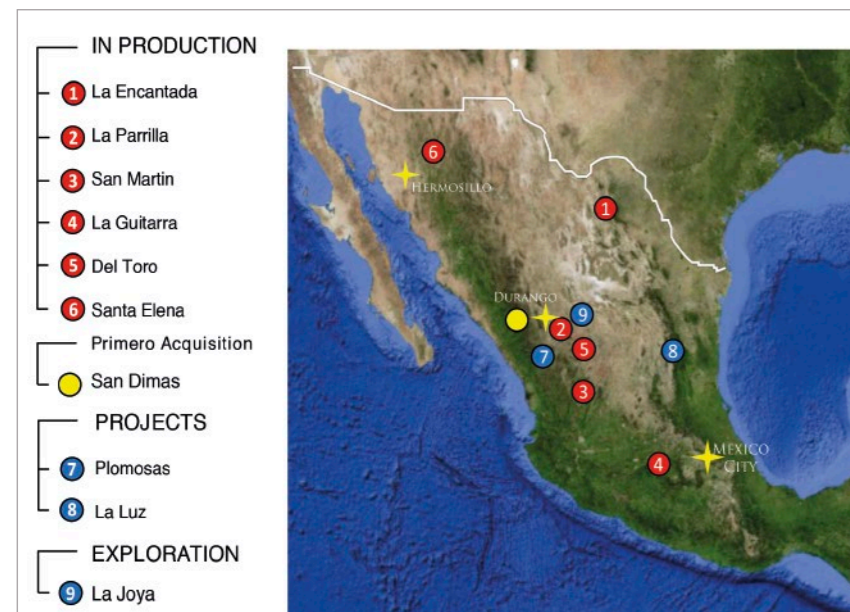 IN PRODUCTION
1 La Encantada
2 La Parrilla
3 San Martin
4 La Guitarra
5 Del Toro
6 Santa Elena
Primero Acquisition
San Dimas
PROJECTS
7 Plomosas
8 La Luz
EXPLORATION
9 La Joya
6
HERMOSILLO
1
DURANGO
9
2
5
8
7
3
MEXICO
CITY
4